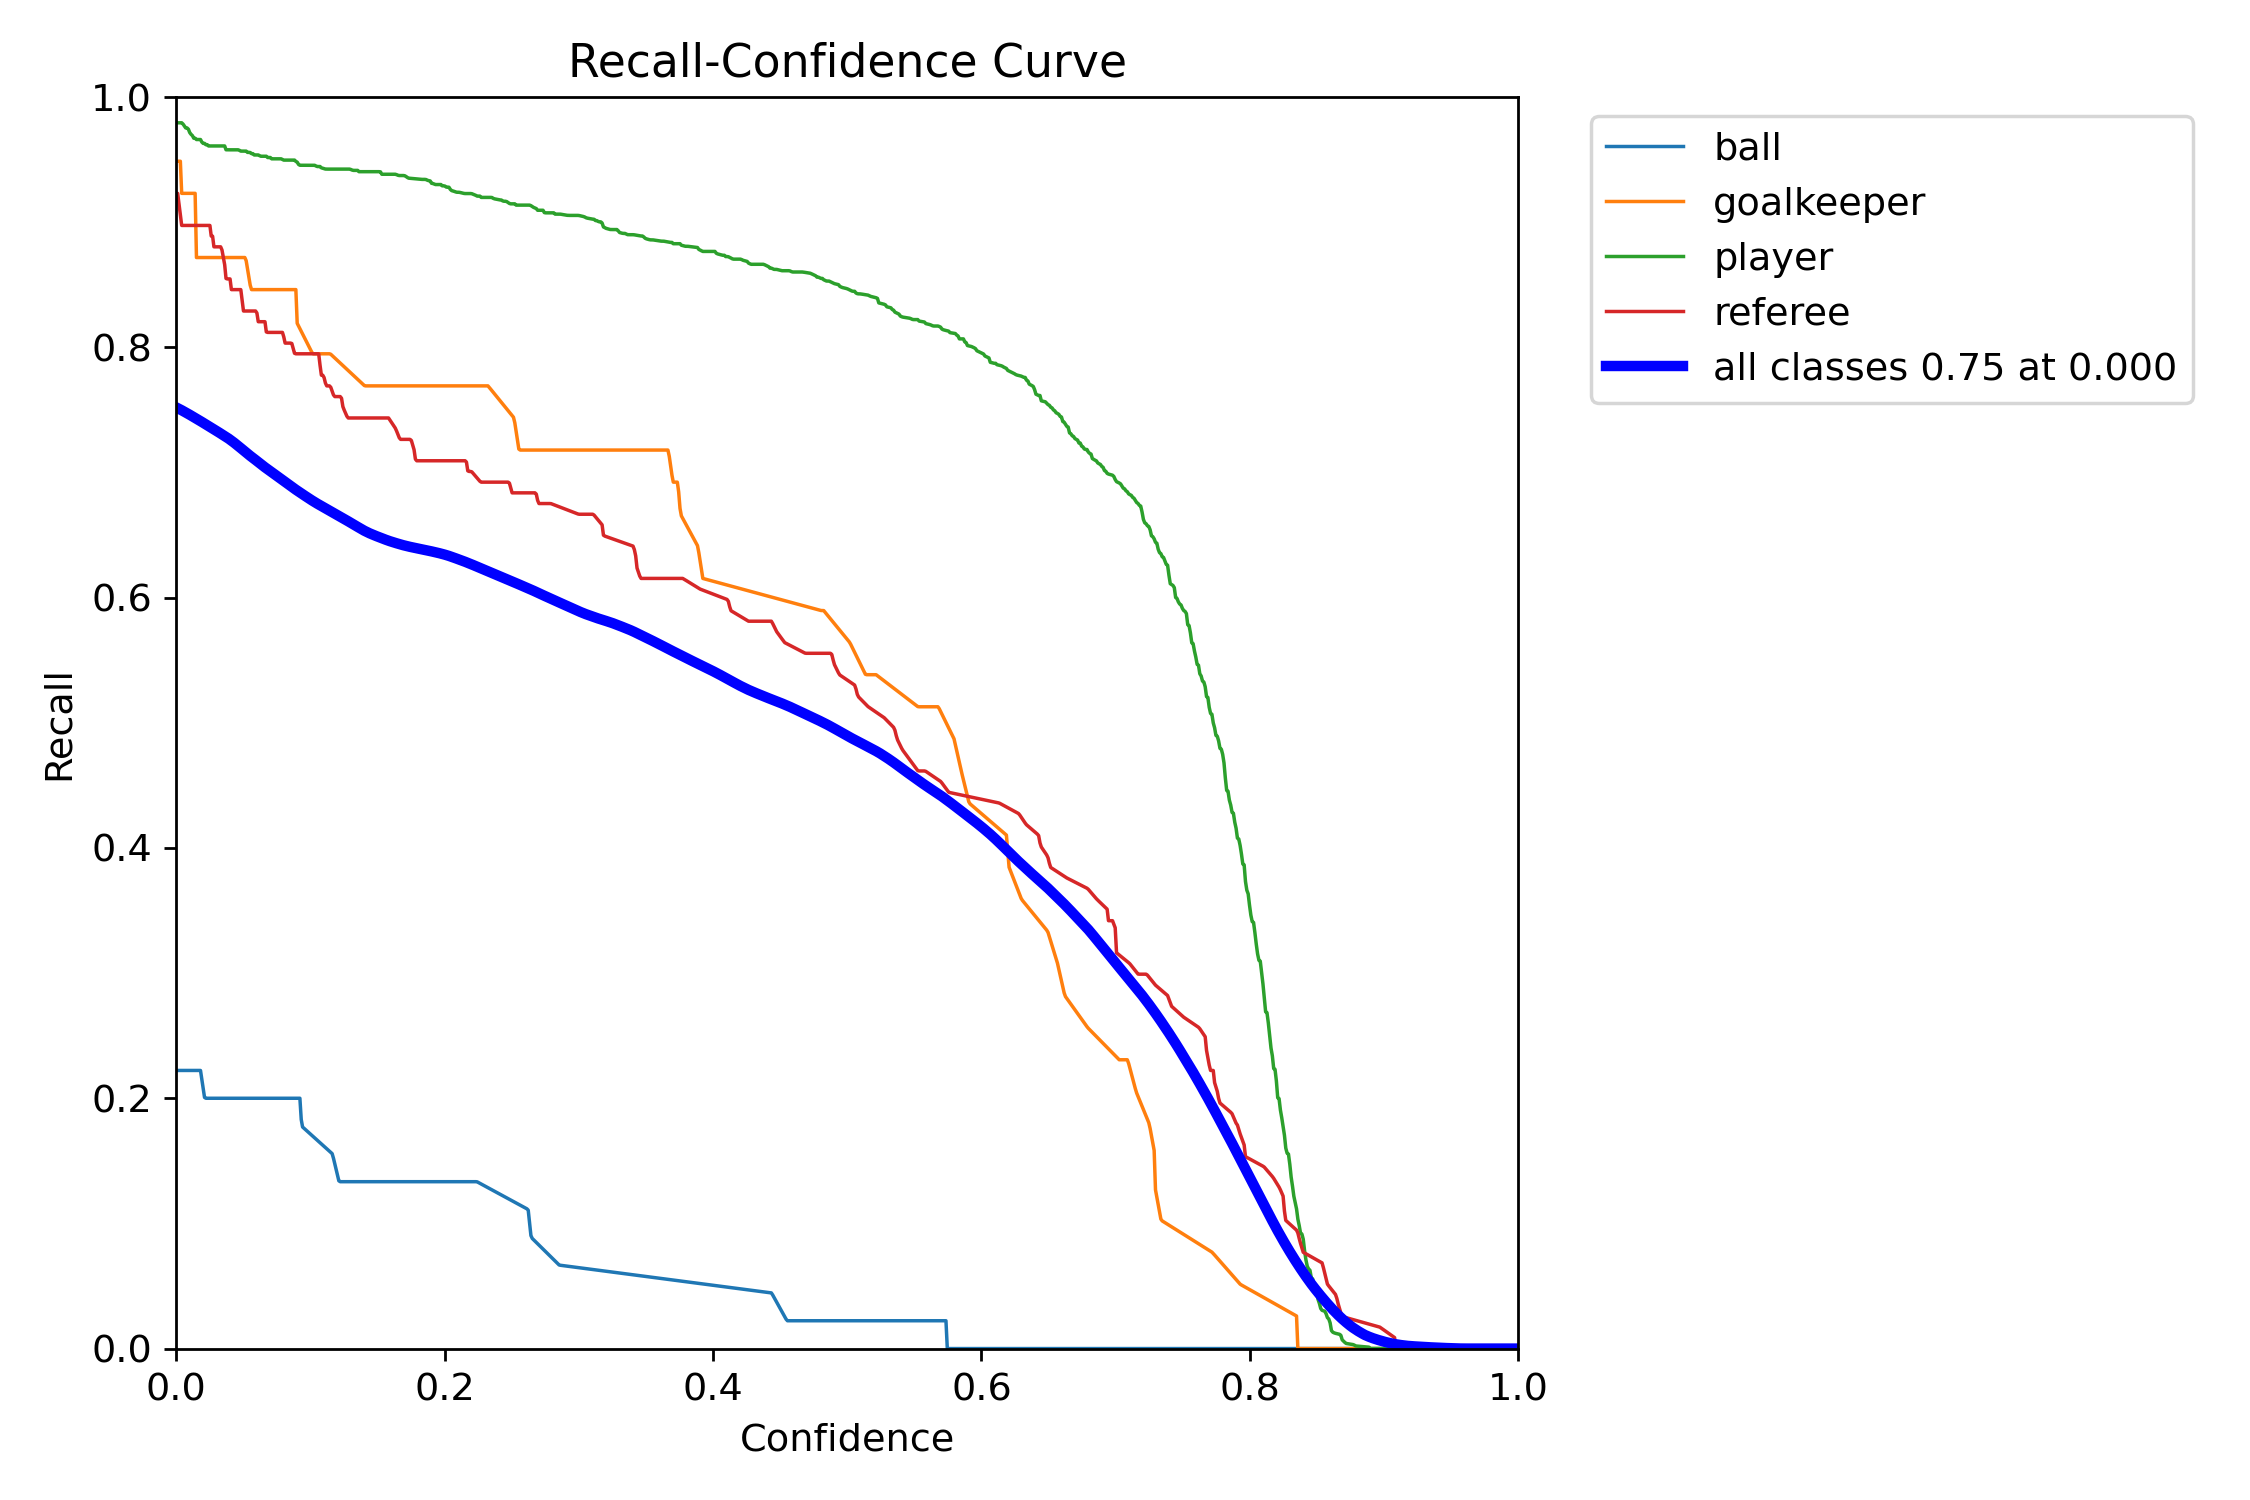 Recall-Confidence Curve
1.0
0.8
0.6
0.4
0.2
0.0
Recall
0.0 0.2 0.4 0.6 0.8 1.0
Confidence
ball
goalkeeper
player
referee
all classes 0.75 at 0.000